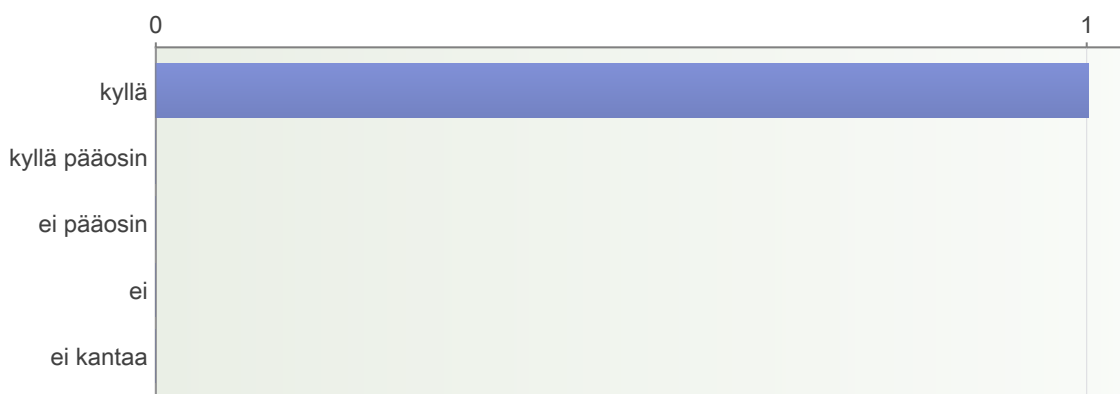 0 1
kyllä
kyllä pääosin
ei pääosin
ei
ei kantaa